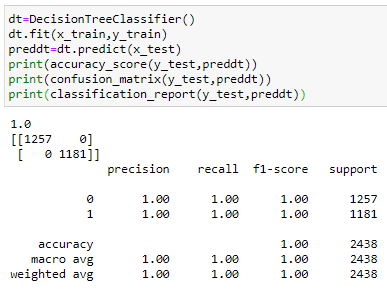 dt=DecisionTreeClassifier()
dt.fit(x_train,y_train)
preddt=dt.predict(x_test)
print(accuracy_score(y_test,preddt))
print(confusion_matrix(y_test,preddt))
print(classification_report(y_test,preddt))
1.0
[[1257    0]
 [   0 1181]]
              precision    recall  f1-score   support

           0       1.00      1.00      1.00      1257
           1       1.00      1.00      1.00      1181

    accuracy                           1.00      2438
   macro avg       1.00      1.00      1.00      2438
weighted avg       1.00      1.00      1.00      2438